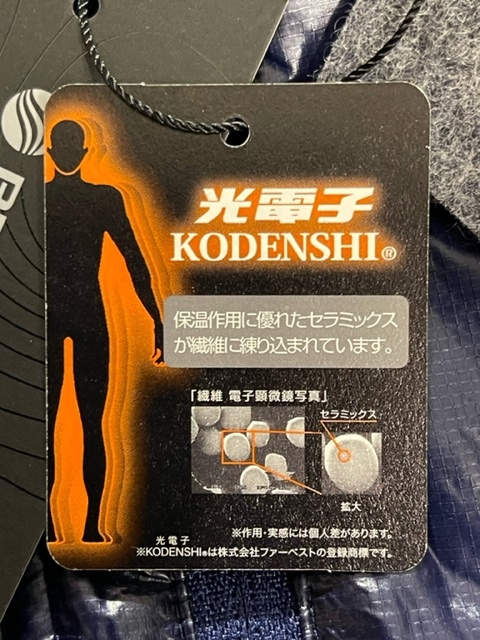 光電子
KODENSHI®
保温作用に優れたセラミックス
が繊維に練り込まれています。
「繊維 電子顕微鏡写真」
セラミックス
拡大
※作用・実感には個人差があります。
光電子
※KODENSHI®は株式会社ファーベストの登録商標です。